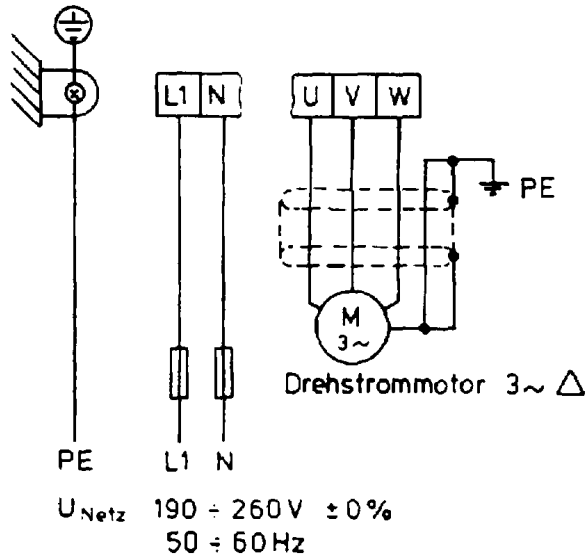 L1 N U V W
PE
M
3~
Drehstrommotor 3~ △
PE L1 N
U Netz 190 ÷ 260V ±0%
50 ÷ 60Hz